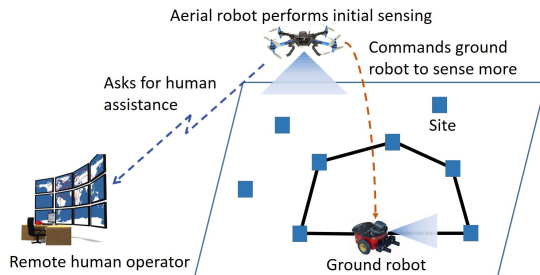 Aerial robot performs initial sensing
Commands ground
robot to sense more
Asks for human
assistance
Site
Remote human operator
Ground robot